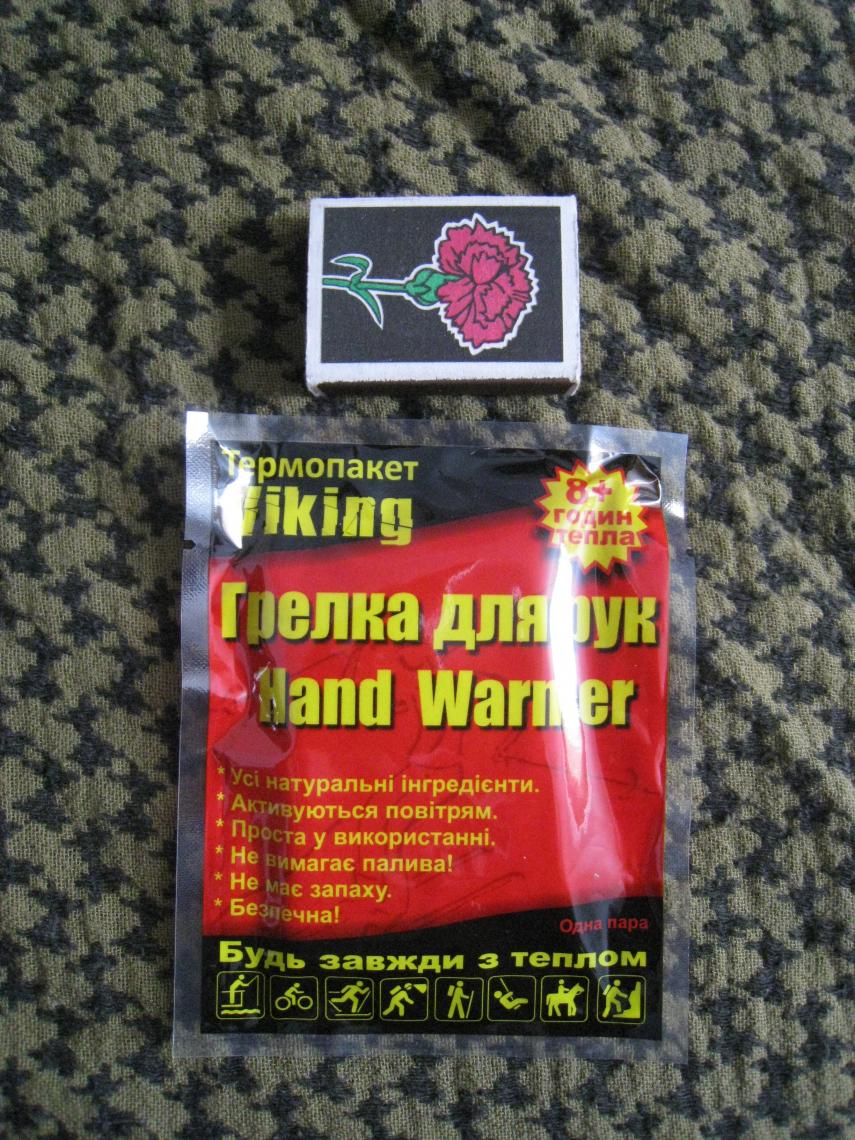 Термопакет
Viking
8+
годин
тепла
Грелка для рук
Hand Warmer
* Усі натуральні інгредієнти.
* Активуються повітрям.
* Проста у використанні.
* Не вимагає палива!
* Не має запаху.
* Безпечна!
Одна пара
Будь завжди з теплом